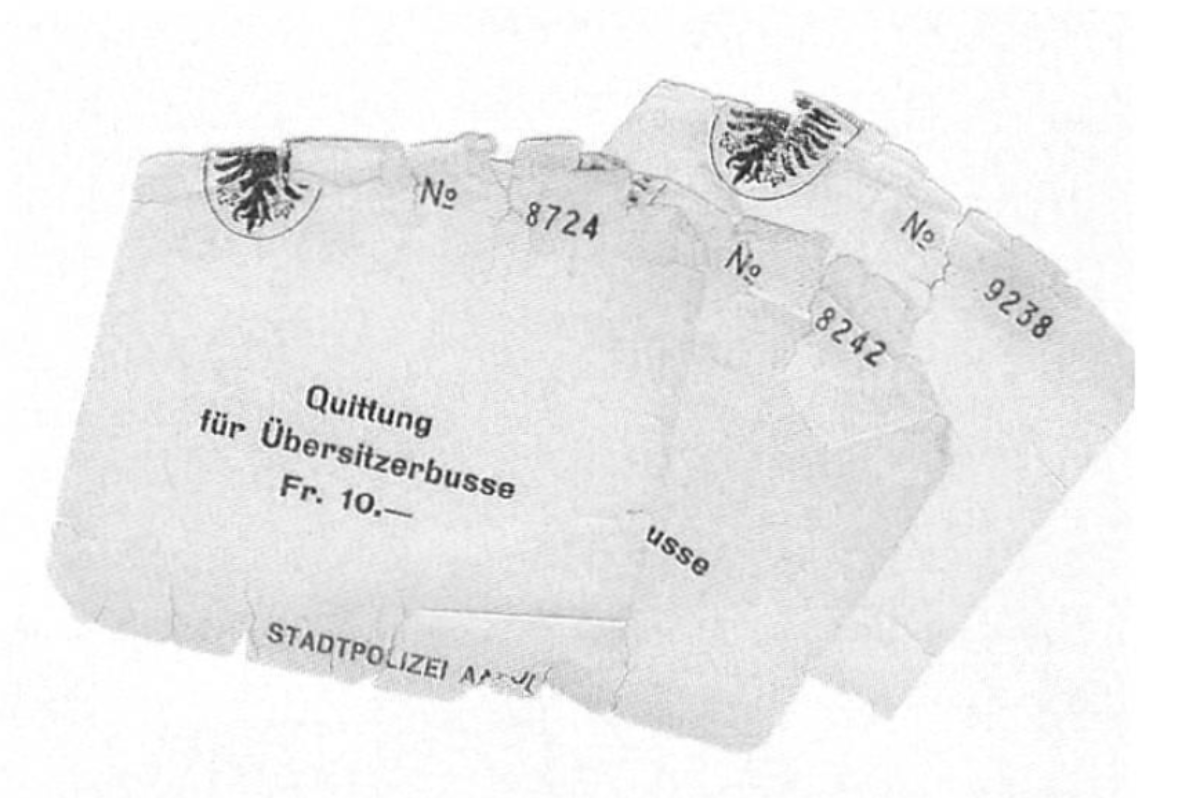 Nº 8724
Quittung
für Übersitzerbusse
Fr. 10.—
STADTPOLIZEI
Nº 8242
usse
Nº 9238